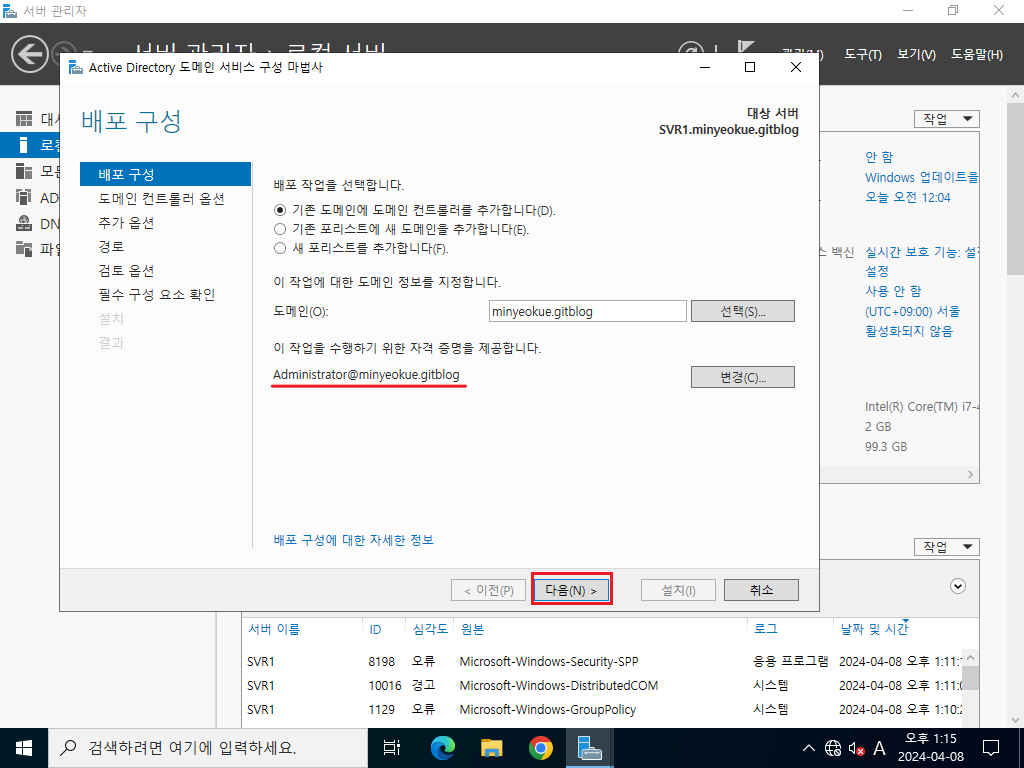 서버 관리자
서버 관리자 › 로컬 서버
도구(T) 보기(V) 도움말(H)
Active Directory 도메인 서비스 구성 마법사
배포 구성
대상 서버
SVR1.minyeokue.gitblog
배포 구성
도메인 컨트롤러 옵션
추가 옵션
경로
검토 옵션
필수 구성 요소 확인
설치
결과
배포 작업을 선택합니다.
기존 도메인에 도메인 컨트롤러를 추가합니다(D).
기존 포리스트에 새 도메인을 추가합니다(E).
새 포리스트를 추가합니다(F).
이 작업에 대한 도메인 정보를 지정합니다.
도메인(O): minyeokue.gitblog 선택(S)...
이 작업을 수행하기 위한 자격 증명을 제공합니다.
Administrator@minyeokue.gitblog 변경(C)...
배포 구성에 대한 자세한 정보
< 이전(P) 다음(N) > 설치(I) 취소
작업
안 함
Windows 업데이트을
오늘 오전 12:04
백신 실시간 보호 기능: 설정
설정
사용 안 함
(UTC+09:00) 서울
활성화되지 않음
Intel(R) Core(TM) i7-4
2 GB
99.3 GB
작업
서버 이름 ID 심각도 원본 로그 날짜 및 시간
SVR1 8198 오류 Microsoft-Windows-Security-SPP 응용 프로그램 2024-04-08 오후 1:11:
SVR1 10016 경고 Microsoft-Windows-DistributedCOM 시스템 2024-04-08 오후 1:11:
SVR1 1129 오류 Microsoft-Windows-GroupPolicy 시스템 2024-04-08 오후 1:10:
검색하려면 여기에 입력하세요.
A
오후 1:15
2024-04-08